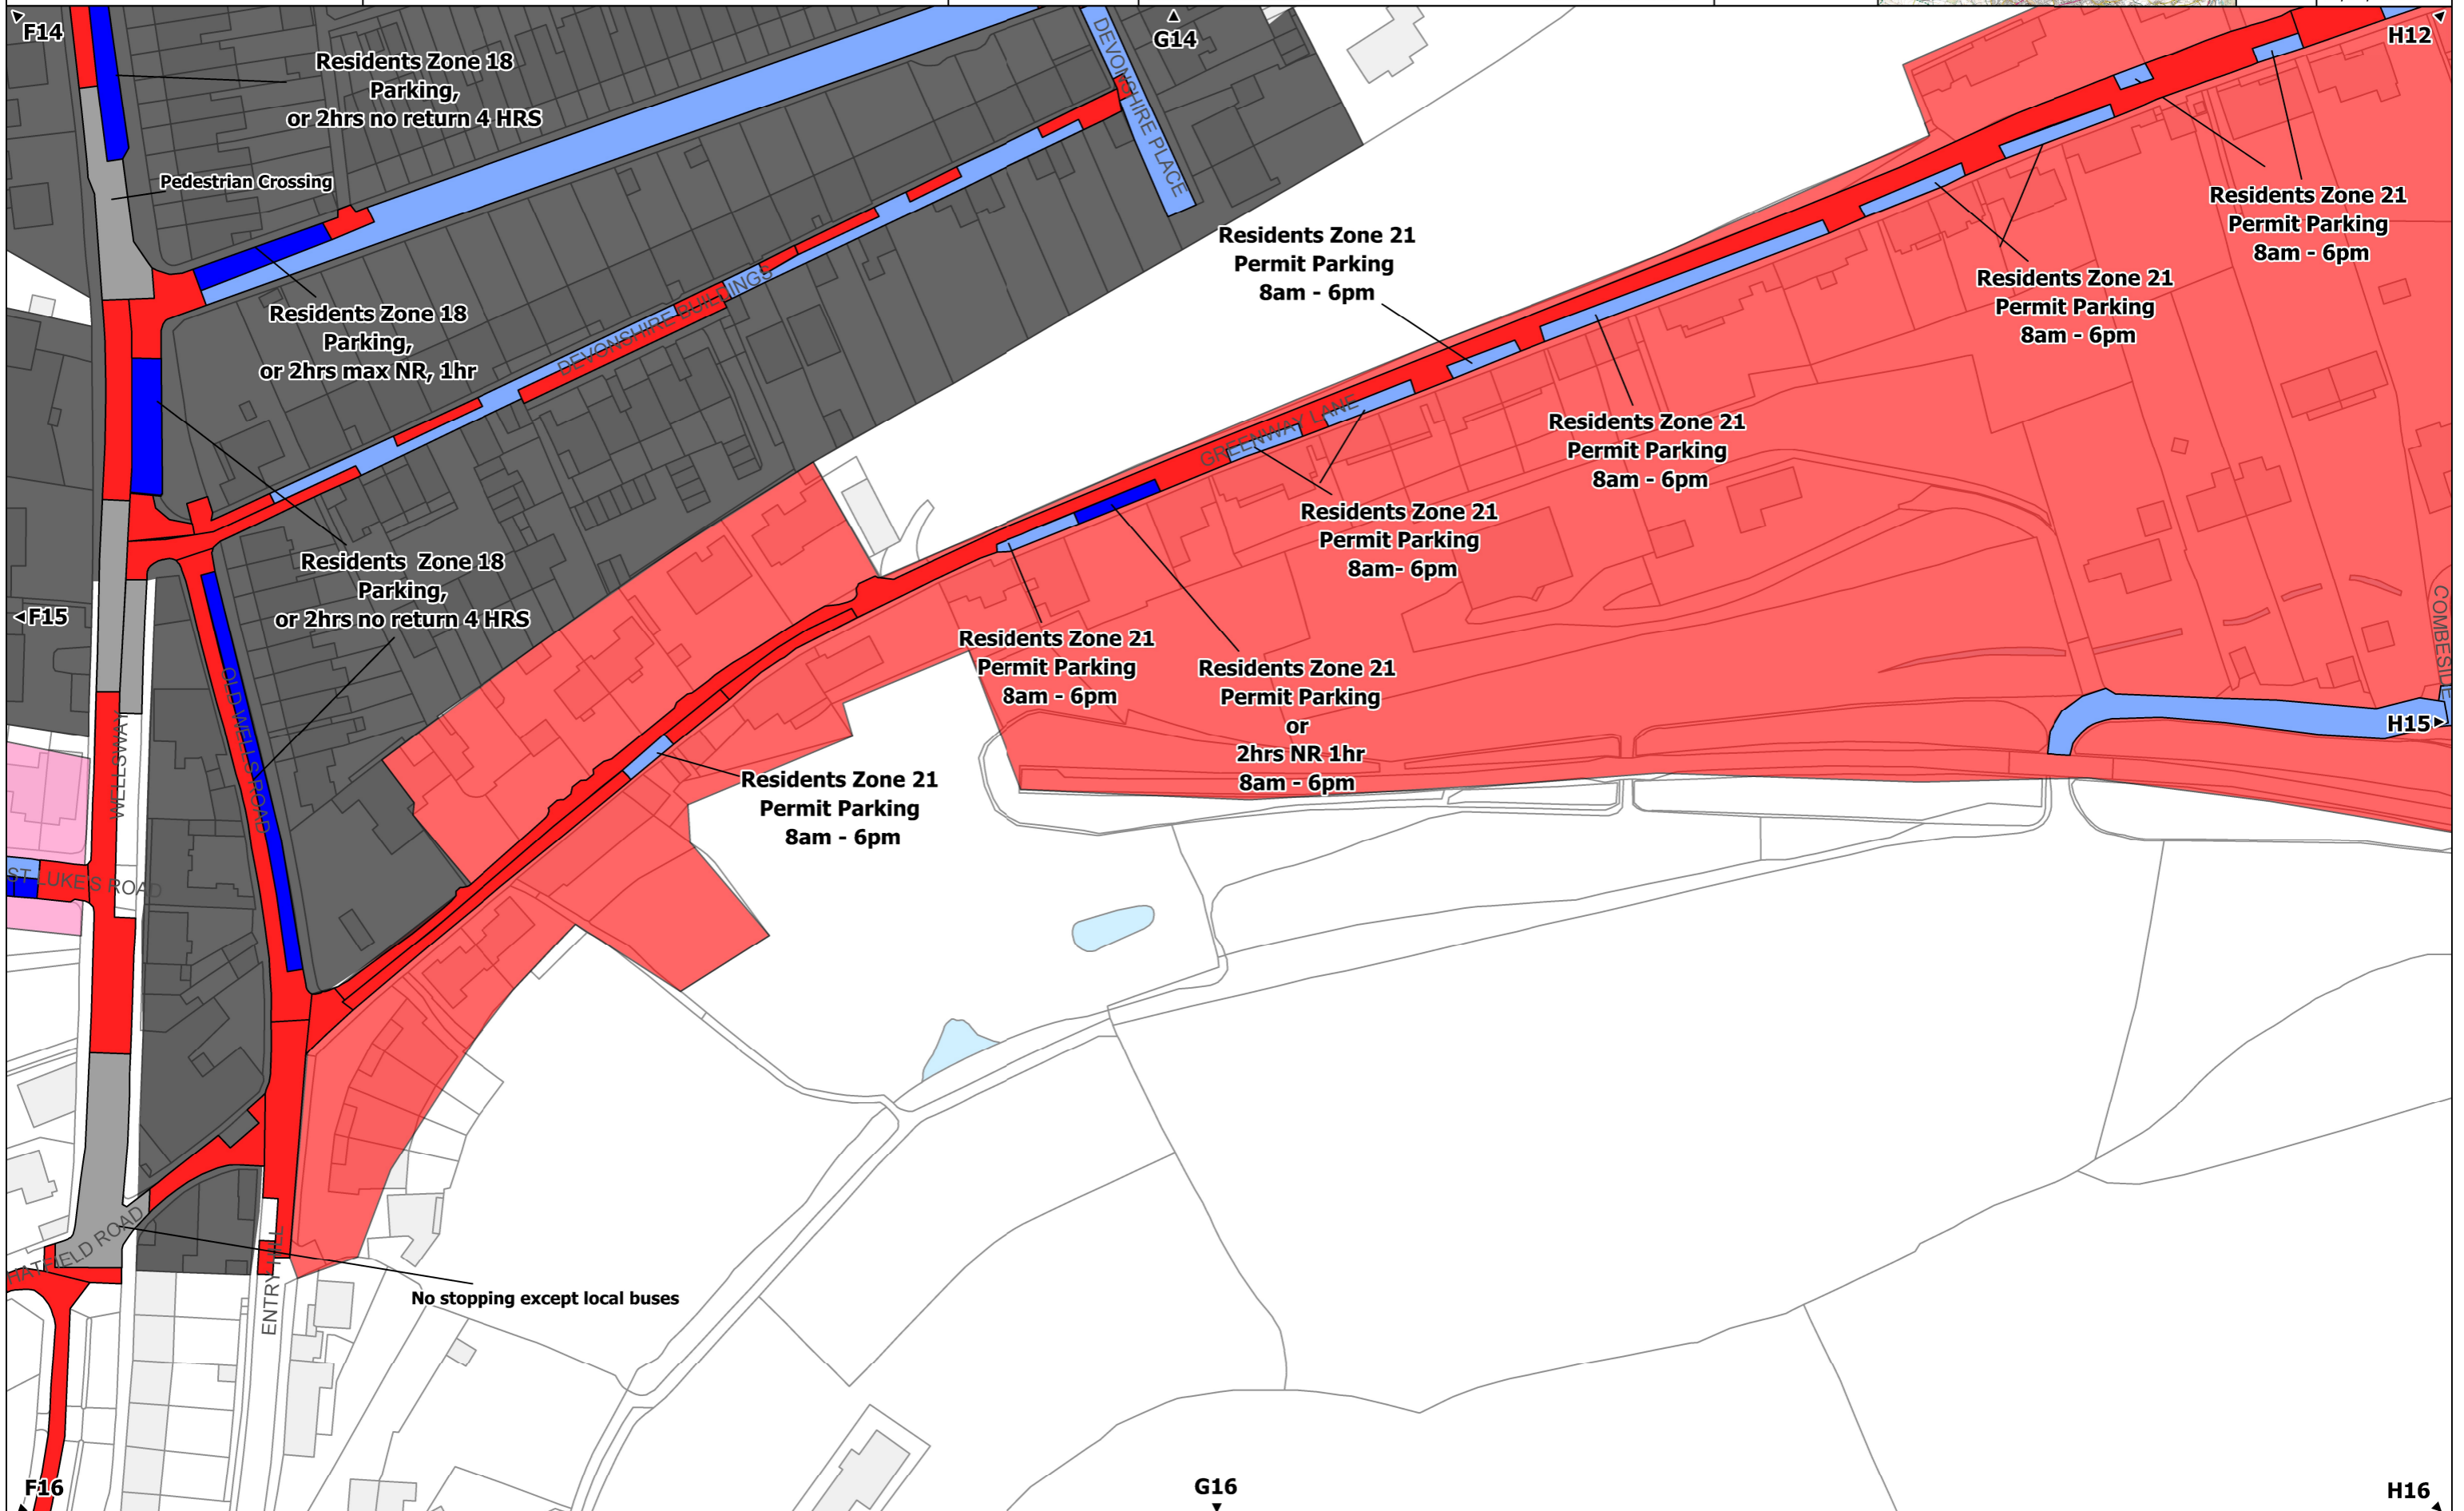 F14
G14
H12
Residents Zone 18
Parking,
or 2hrs no return 4 HRS
Pedestrian Crossing
DEVONSHIRE PLACE
Residents Zone 21
Permit Parking
8am - 6pm
Residents Zone 21
Permit Parking
8am - 6pm
Residents Zone 21
Permit Parking
8am - 6pm
Residents Zone 18
Parking,
or 2hrs max NR, 1hr
DEVONSHIRE BUILDINGS
GREENWAY LANE
Residents Zone 21
Permit Parking
8am - 6pm
Residents Zone 21
Permit Parking
8am- 6pm
Residents Zone 18
Parking,
or 2hrs no return 4 HRS
F15
Residents Zone 21
Permit Parking
8am - 6pm
Residents Zone 21
Permit Parking
or
2hrs NR 1hr
8am - 6pm
COMBESIDE
H15
OLD WELLS ROAD
WELLSWAY
Residents Zone 21
Permit Parking
8am - 6pm
ST LUKE'S ROAD
HATFIELD ROAD
ENTRY HILL
No stopping except local buses
F16
G16
H16